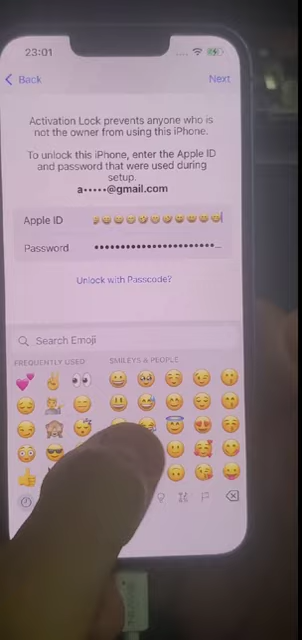 23:01
Back
Next
Activation Lock prevents anyone who is
not the owner from using this iPhone.
To unlock this iPhone, enter the Apple ID
and password that were used during
setup.
a•••••@gmail.com
Apple ID
Password
Unlock with Passcode?
Search Emoji
FREQUENTLY USED
SMILEYS & PEOPLE